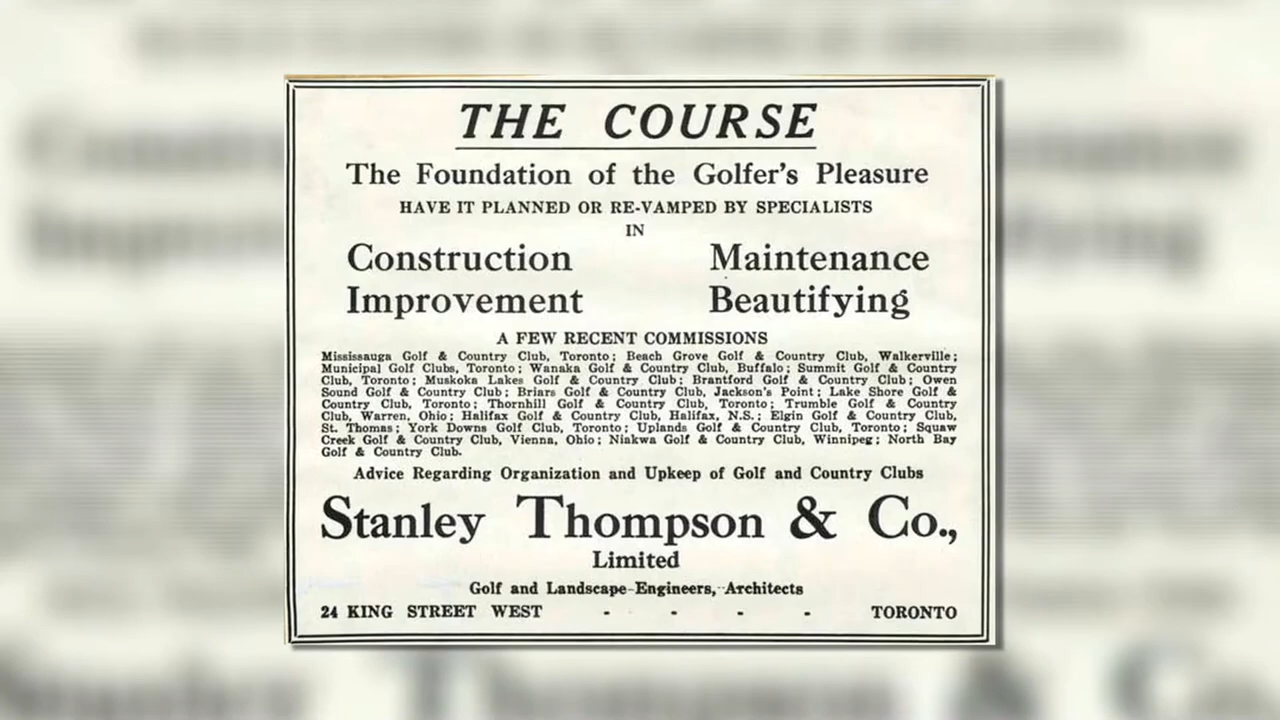 THE COURSE
The Foundation of the Golfer's Pleasure
HAVE IT PLANNED OR RE-VAMPED BY SPECIALISTS
IN
Construction Maintenance
Improvement Beautifying
A FEW RECENT COMMISSIONS
Mississauga Golf & Country Club, Toronto; Beach Grove Golf & Country Club, Walkerville;
Municipal Golf Clubs, Toronto; Wanaka Golf & Country Club, Buffalo; Summit Golf & Country
Club, Toronto; Muskoka Lakes Golf & Country Club; Brantford Golf & Country Club; Owen
Sound Golf & Country Club; Briars Golf & Country Club, Jackson's Point; Lake Shore Golf &
Country Club, Toronto; Thornhill Golf & Country Club, Toronto; Trumble Golf & Country
Club, Warren, Ohio; Halifax Golf & Country Club, Halifax, N.S.; Elgin Golf & Country Club,
St. Thomas; York Downs Golf Club, Toronto; Uplands Golf & Country Club, Toronto; Squaw
Creek Golf & Country Club, Vienna, Ohio; Niakwa Golf & Country Club, Winnipeg; North Bay
Golf & Country Club.
Advice Regarding Organization and Upkeep of Golf and Country Clubs
Stanley Thompson & Co.,
Limited
Golf and Landscape Engineers, Architects
24 KING STREET WEST - - - - TORONTO